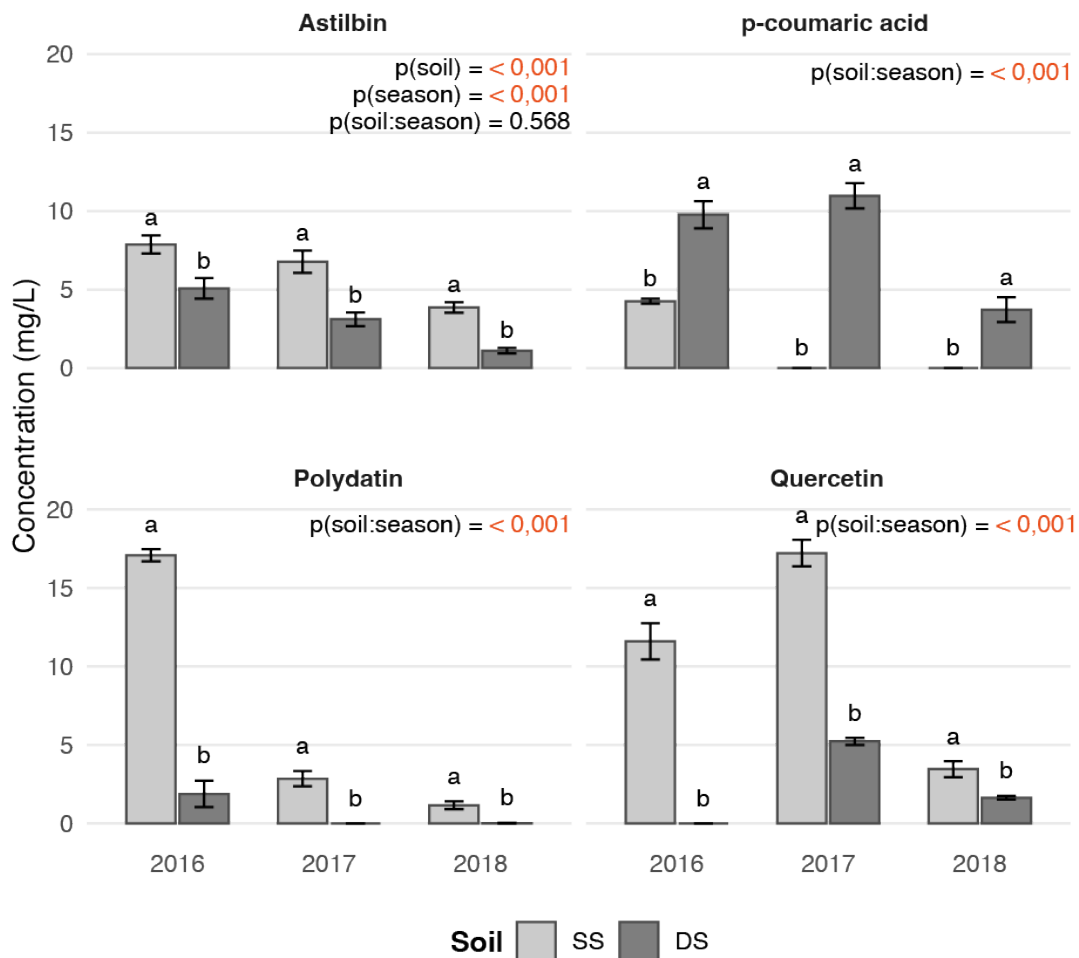 Astilbin
p-coumaric acid
p(soil) = < 0,001
p(season) = < 0,001
p(soil:season) = 0.568
p(soil:season) = < 0,001
20
15
10
5
0
a
b
a
b
a
b
b
a
b
a
b
a
Concentration (mg/L)
Polydatin
Quercetin
p(soil:season) = < 0,001
p(soil:season) = < 0,001
20
15
10
5
0
a
b
a
b
a
b
a
b
a
b
a
b
2016 2017 2018
2016 2017 2018
Soil SS DS